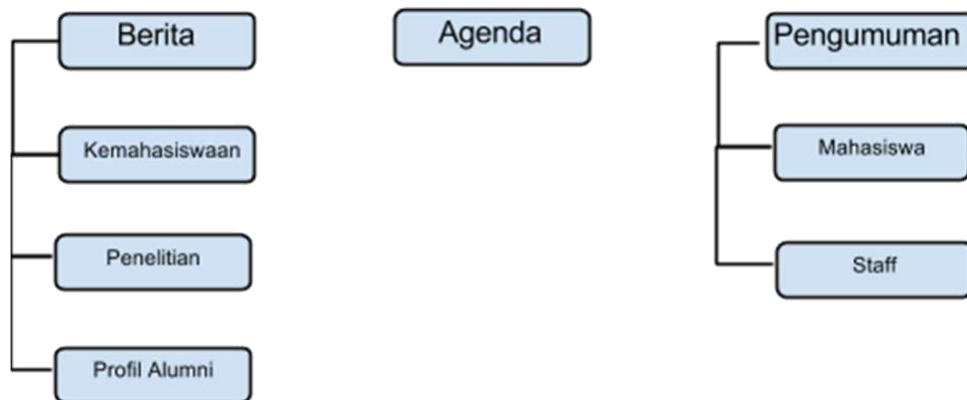 Berita
Kemahasiswaan
Penelitian
Profil Alumni
Agenda
Pengumuman
Mahasiswa
Staff